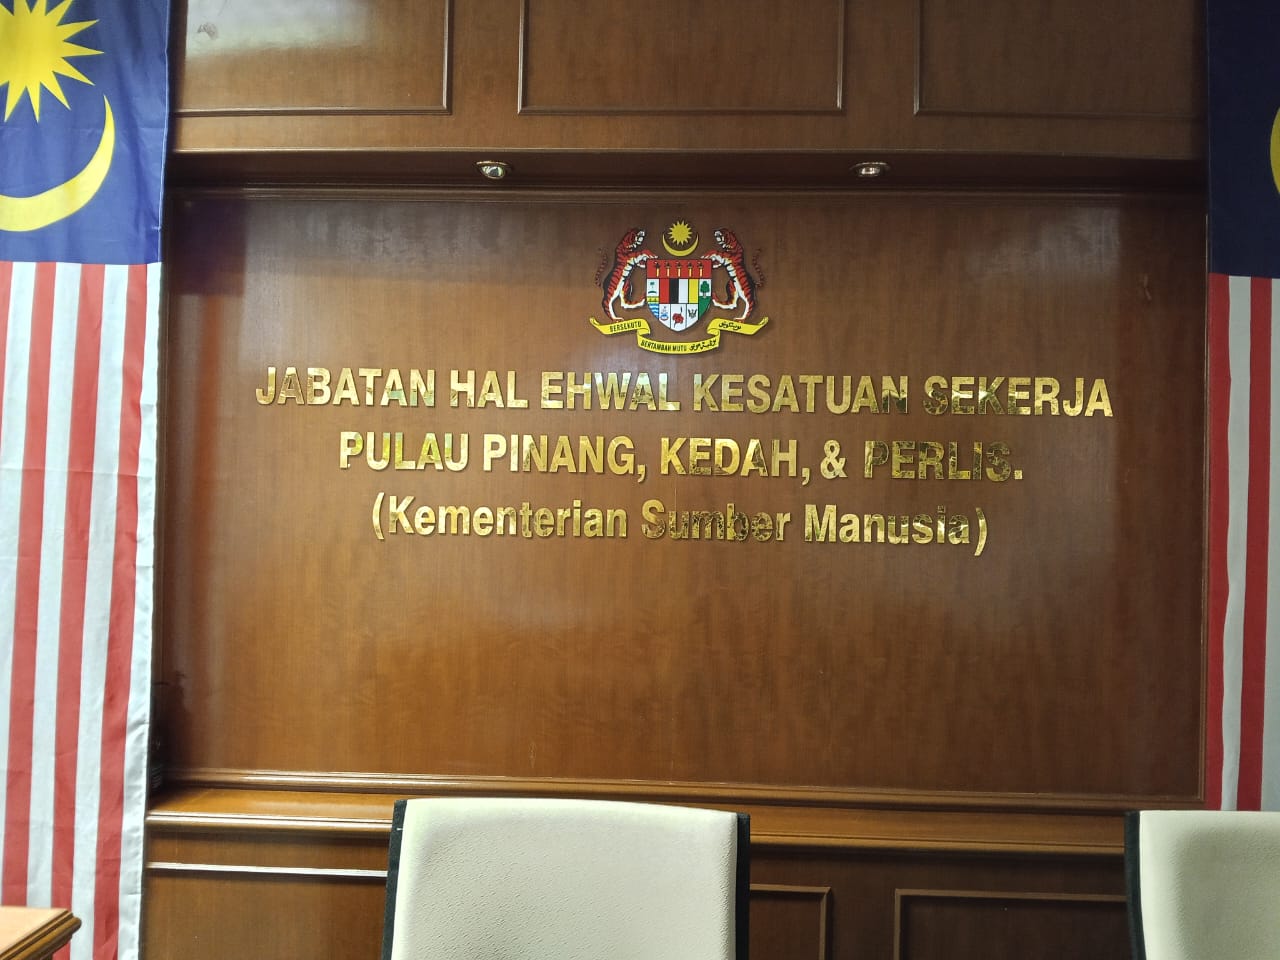 BERSEKUTU
BERTAMBAH MUTU
JABATAN HAL EHWAL KESATUAN SEKERJA
PULAU PINANG, KEDAH, & PERLIS.
(Kementerian Sumber Manusia)